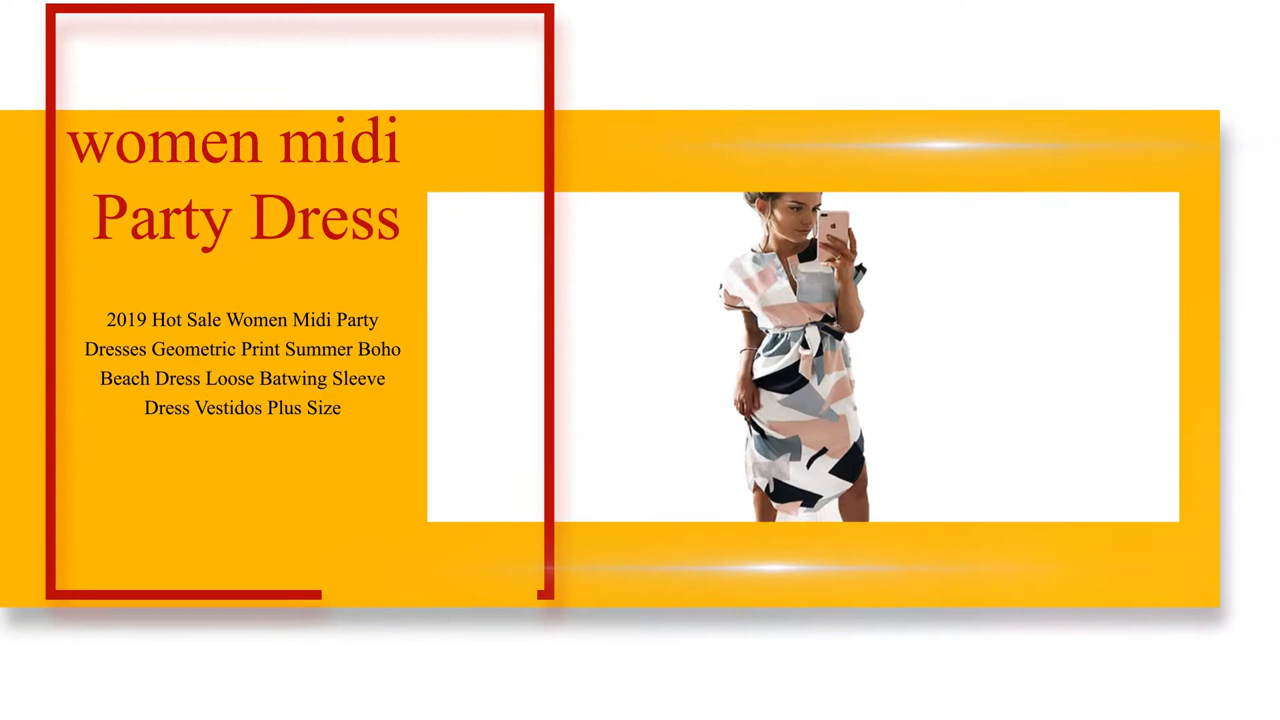 women midi
Party Dress
2019 Hot Sale Women Midi Party
Dresses Geometric Print Summer Boho
Beach Dress Loose Batwing Sleeve
Dress Vestidos Plus Size